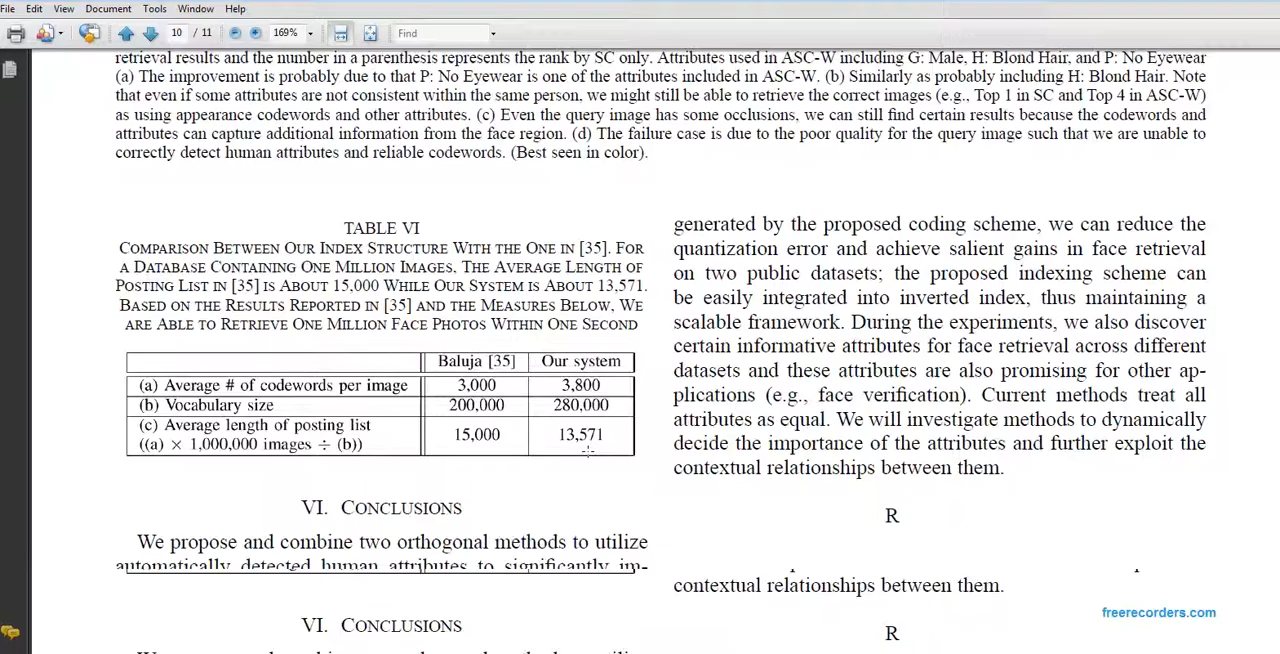 File Edit View Document Tools Window Help
10 / 11 169% Find
retrieval results and the number in a parenthesis represents the rank by SC only. Attributes used in ASC-W including G: Male, H: Blond Hair, and P: No Eyewear
(a) The improvement is probably due to that P: No Eyewear is one of the attributes included in ASC-W. (b) Similarly as probably including H: Blond Hair. Note
that even if some attributes are not consistent within the same person, we might still be able to retrieve the correct images (e.g., Top 1 in SC and Top 4 in ASC-W)
as using appearance codewords and other attributes. (c) Even the query image has some occlusions, we can still find certain results because the codewords and
attributes can capture additional information from the face region. (d) The failure case is due to the poor quality for the query image such that we are unable to
correctly detect human attributes and reliable codewords. (Best seen in color).
TABLE VI
COMPARISON BETWEEN OUR INDEX STRUCTURE WITH THE ONE IN [35]. FOR
A DATABASE CONTAINING ONE MILLION IMAGES, THE AVERAGE LENGTH OF
POSTING LIST IN [35] IS ABOUT 15,000 WHILE OUR SYSTEM IS ABOUT 13,571.
BASED ON THE RESULTS REPORTED IN [35] AND THE MEASURES BELOW, WE
ARE ABLE TO RETRIEVE ONE MILLION FACE PHOTOS WITHIN ONE SECOND
Baluja [35] Our system
(a) Average # of codewords per image 3,000 3,800
(b) Vocabulary size 200,000 280,000
(c) Average length of posting list
((a) × 1,000,000 images ÷ (b)) 15,000 13,571
VI. CONCLUSIONS
We propose and combine two orthogonal methods to utilize
automatically detected human attributes to significantly im-
VI. CONCLUSIONS
generated by the proposed coding scheme, we can reduce the
quantization error and achieve salient gains in face retrieval
on two public datasets; the proposed indexing scheme can
be easily integrated into inverted index, thus maintaining a
scalable framework. During the experiments, we also discover
certain informative attributes for face retrieval across different
datasets and these attributes are also promising for other ap-
plications (e.g., face verification). Current methods treat all
attributes as equal. We will investigate methods to dynamically
decide the importance of the attributes and further exploit the
contextual relationships between them.
R
contextual relationships between them.
R
freerecorders.com